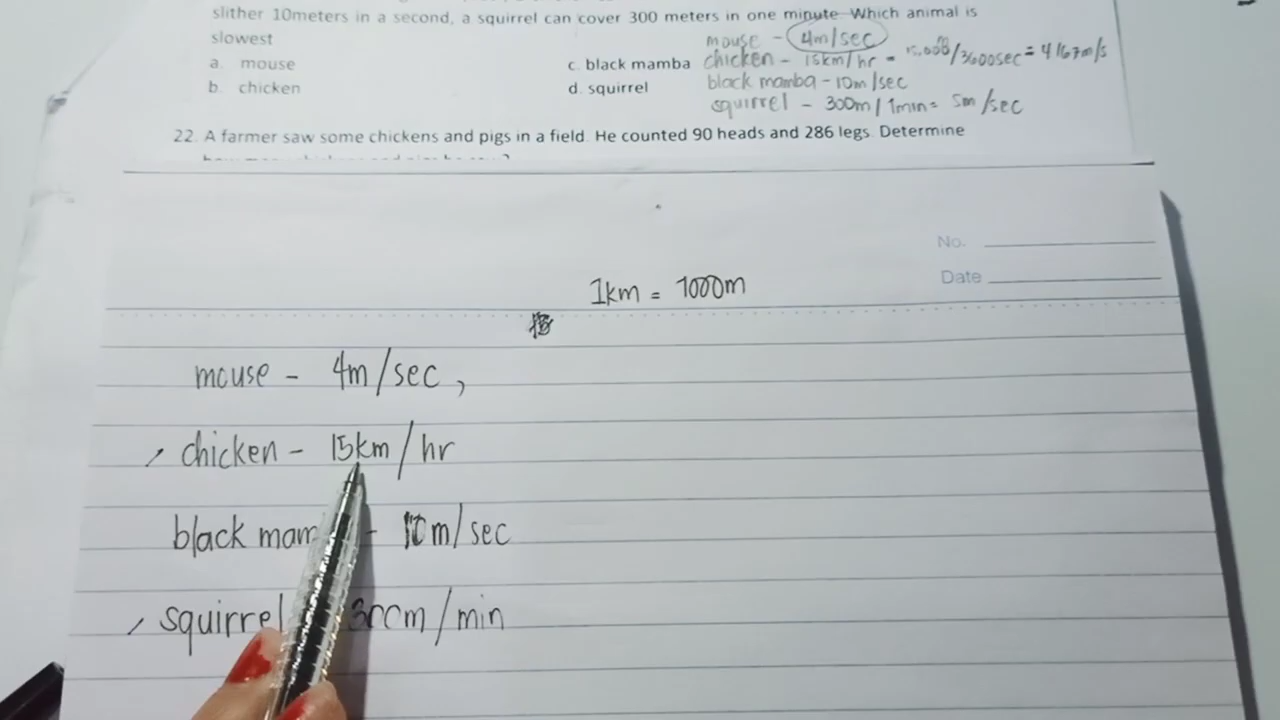 slither 10meters in a second, a squirrel can cover 300 meters in one minute. Which animal is
slowest
a. mouse
b. chicken
c. black mamba
d. squirrel
mouse - 4m/sec
chicken - 15km/hr = 15,000/3600sec = 4.167m/s
black mamba - 10m/sec
squirrel - 300m/1min = 5m/sec
22. A farmer saw some chickens and pigs in a field. He counted 90 heads and 286 legs. Determine
No.
Date
1km = 1000m
mouse - 4m/sec,
chicken - 15km/hr
black mam - 10m/sec
squirrel 300m/min